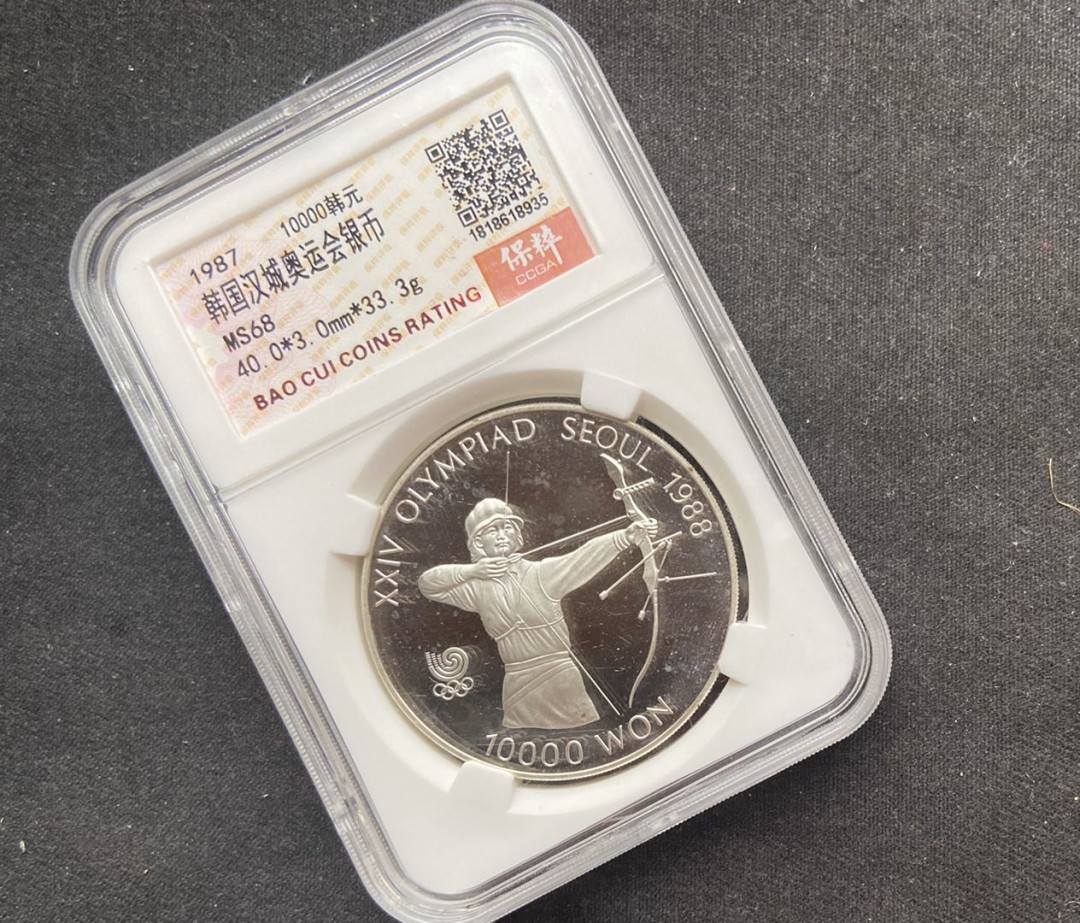 1987 10000韩元
韩国汉城奥运会银币
MS68
40.0*3.0mm*33.3g
BAO CUI COINS RATING
1818618935
保粹
CCGA
XXIV OLYMPIAD SEOUL 1988
10000 WON